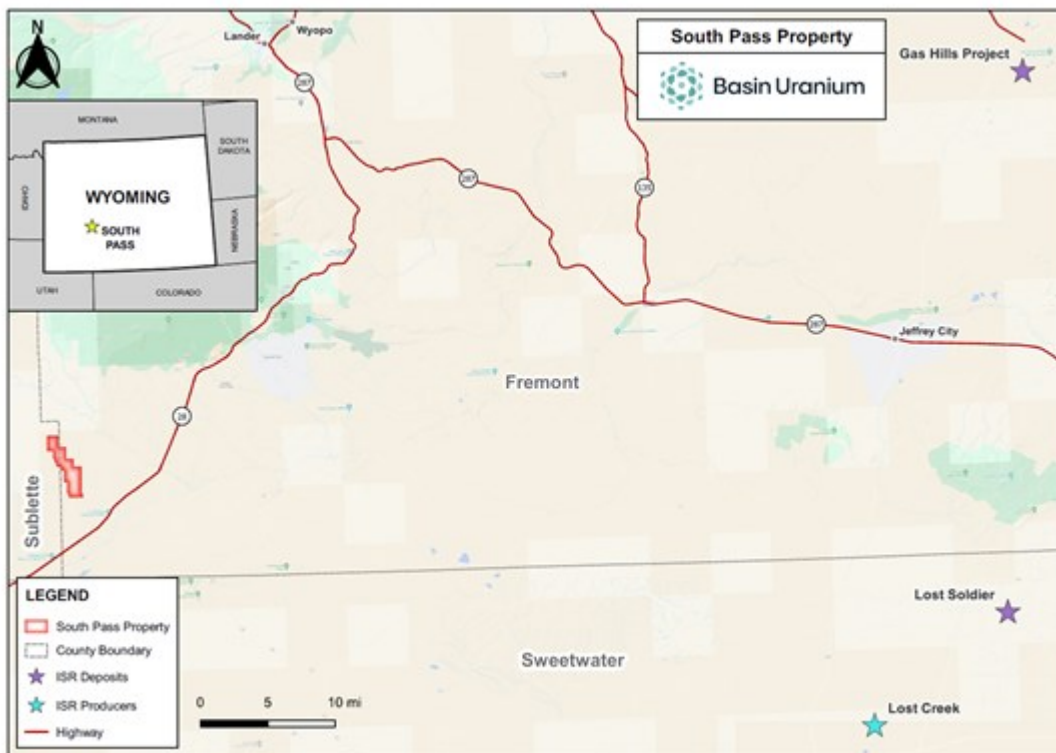 N
Lander
Wyopo
South Pass Property
Basin Uranium
Gas Hills Project
287
MONTANA
SOUTH
DAKOTA
IDAHO
WYOMING
SOUTH
PASS
NEBRASKA
UTAH
COLORADO
287
135
287
Jeffrey City
Fremont
28
Sublette
LEGEND
South Pass Property
County Boundary
ISR Deposits
ISR Producers
Highway
0 5 10 mi
Sweetwater
Lost Soldier
Lost Creek